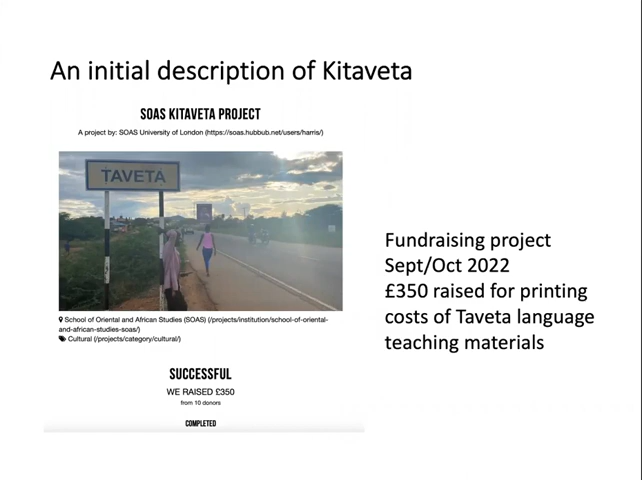 An initial description of Kitaveta
SOAS KITAVETA PROJECT
A project by: SOAS University of London (https://soas.hubbub.net/users/harris/)
TAVETA
School of Oriental and African Studies (SOAS) (/projects/institution/school-of-oriental-
and-african-studies-soas/)
Cultural (/projects/category/cultural/)
SUCCESSFUL
WE RAISED £350
from 10 donors
COMPLETED
Fundraising project
Sept/Oct 2022
£350 raised for printing
costs of Taveta language
teaching materials